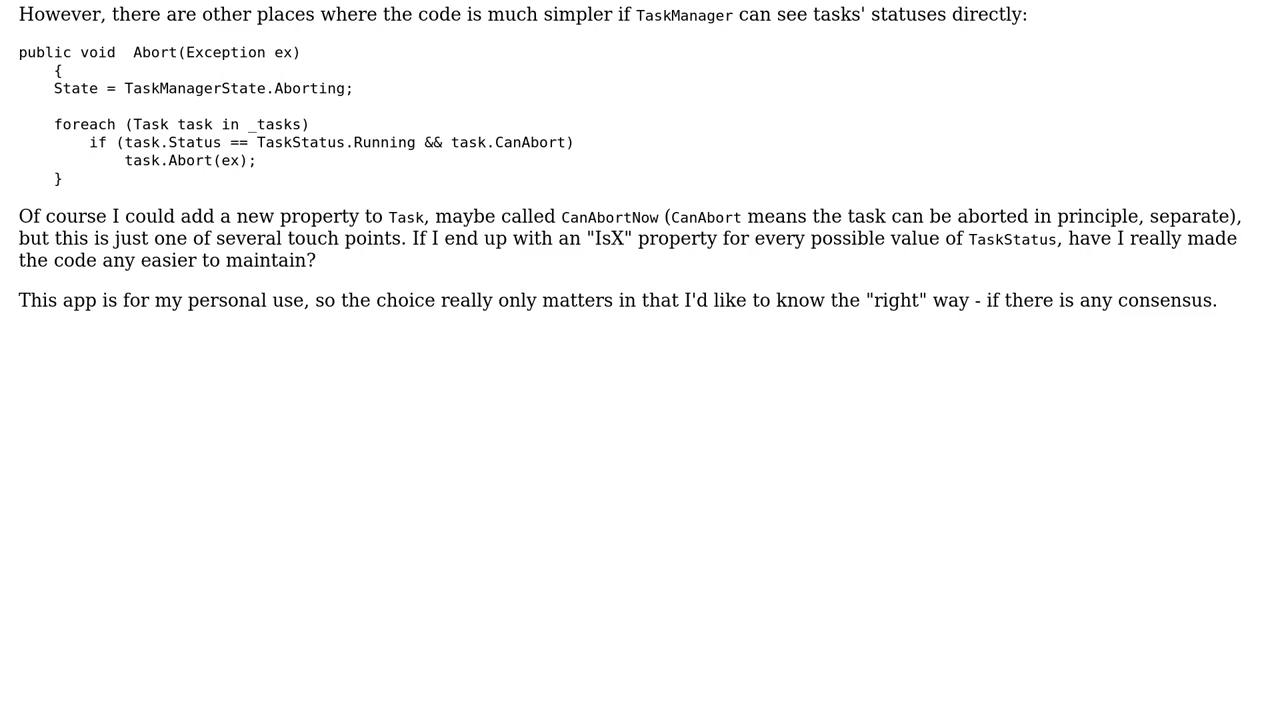 However, there are other places where the code is much simpler if TaskManager can see tasks' statuses directly:
public void  Abort(Exception ex)
    {
    State = TaskManagerState.Aborting;

    foreach (Task task in _tasks)
        if (task.Status == TaskStatus.Running && task.CanAbort)
            task.Abort(ex);
    }
Of course I could add a new property to Task, maybe called CanAbortNow (CanAbort means the task can be aborted in principle, separate),
but this is just one of several touch points. If I end up with an "IsX" property for every possible value of TaskStatus, have I really made
the code any easier to maintain?
This app is for my personal use, so the choice really only matters in that I'd like to know the "right" way - if there is any consensus.